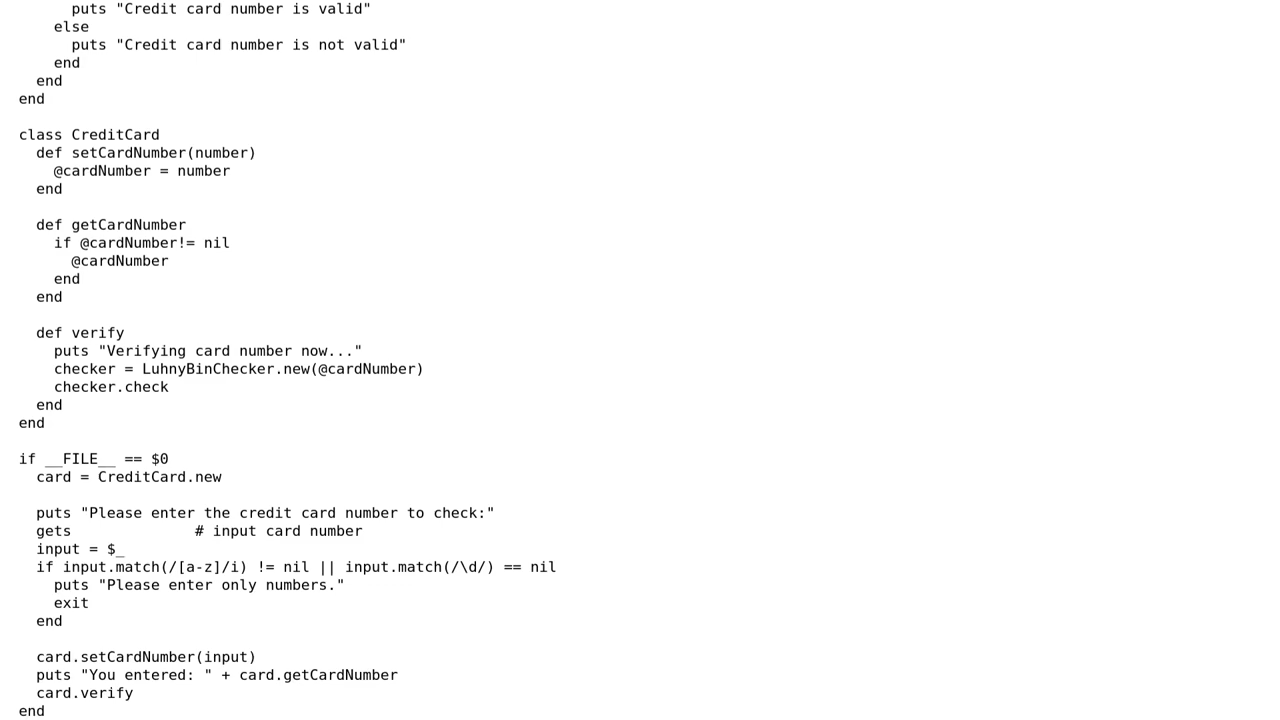 puts "Credit card number is valid"
    else
      puts "Credit card number is not valid"
    end
  end
end

class CreditCard
  def setCardNumber(number)
    @cardNumber = number
  end

  def getCardNumber
    if @cardNumber!= nil
      @cardNumber
    end
  end

  def verify
    puts "Verifying card number now..."
    checker = LuhnyBinChecker.new(@cardNumber)
    checker.check
  end
end

if __FILE__ == $0
  card = CreditCard.new

  puts "Please enter the credit card number to check:"
  gets              # input card number
  input = $_
  if input.match(/[a-z]/i) != nil || input.match(/\d/) == nil
    puts "Please enter only numbers."
    exit
  end

  card.setCardNumber(input)
  puts "You entered: " + card.getCardNumber
  card.verify
end